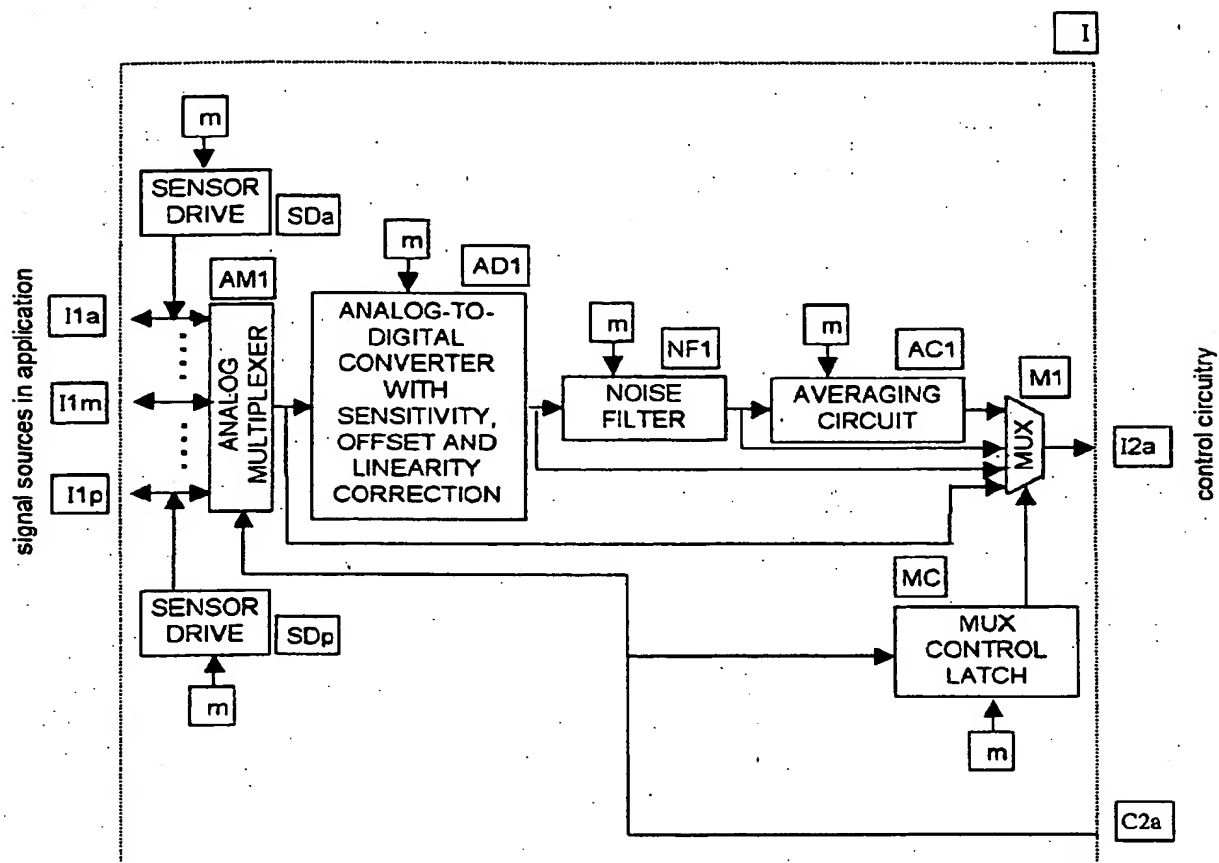 I
m
SENSOR
DRIVE
SDa
m
AD1
AM1
signal sources in application
I1a
I1m
I1p
ANALOG
MULTIPLEXER
ANALOG-TO-
DIGITAL
CONVERTER
WITH
SENSITIVITY,
OFFSET AND
LINEARITY
CORRECTION
m
NF1
NOISE
FILTER
m
AC1
AVERAGING
CIRCUIT
M1
MUX
I2a
control circuitry
SENSOR
DRIVE
SDp
m
MC
MUX
CONTROL
LATCH
m
C2a